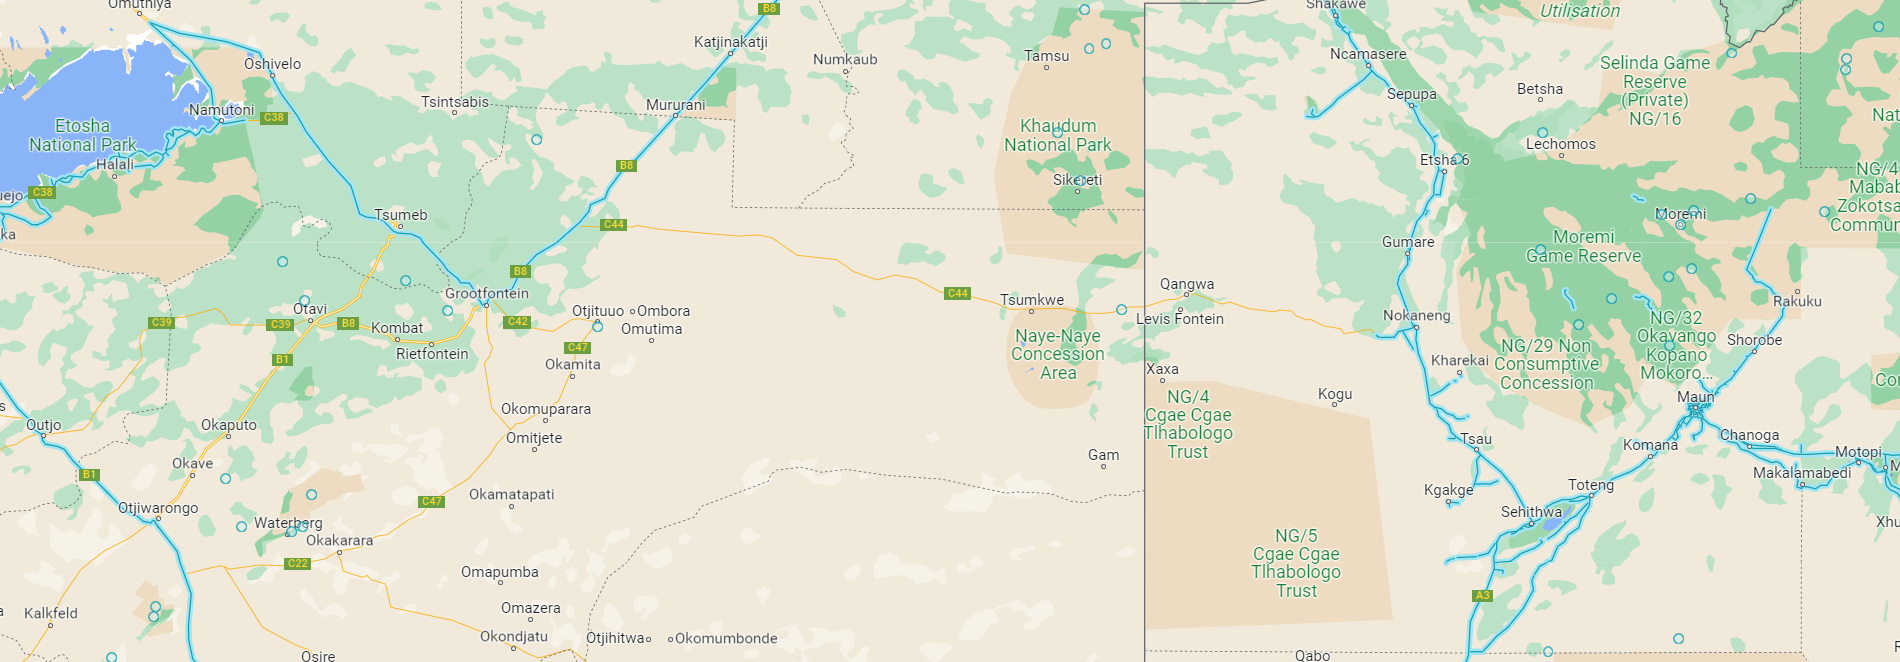 Omuthiya
B8
Shakawe
Utilisation
Katjinakatji
Oshivelo
Numkaub
Tamsu
Ncamasere
Selinda Game
Reserve
(Private)
NG/16
Tsintsabis
Mururani
Sepupa
Betsha
Namutoni
C38
Nat
Etosha
National Park
Khaudum
National Park
Lechomos
Halali
B8
Etsha 6
NG/4
Mabab
Zokotsa
Commun
C38
uejo
Sikereti
Moremi
Tsumeb
C44
ka
Gumare
Moremi
Game Reserve
B8
Grootfontein
C44
Tsumkwe
Qangwa
Rakuku
Otavi
Otjituuo
Ombora
Levis Fontein
Nokaneng
C39
C39
B8
Kombat
C42
Omutima
NG/32
Okavango
Kopano
Mokoro...
Rietfontein
C47
Naye-Naye
Concession
Area
NG/29 Non
Consumptive
Concession
Shorobe
B1
Okamita
Xaxa
Kharekai
Con
s
Okomuparara
NG/4
Cgae Cgae
Tlhabologo
Trust
Kogu
Maun
Outjo
Okaputo
Omitjete
Tsau
Komana
Chanoga
Okave
Gam
Motopi
B1
Makalamabedi
M
Okamatapati
C47
Kgakge
Toteng
Otjiwarongo
Sehithwa
Waterberg
Xhu
Okakarara
NG/5
Cgae Cgae
Tlhabologo
Trust
C22
Omapumba
A3
Kalkfeld
a
Omazera
Okondjatu
Otjihitwa
Okomumbonde
Osire
Qabo